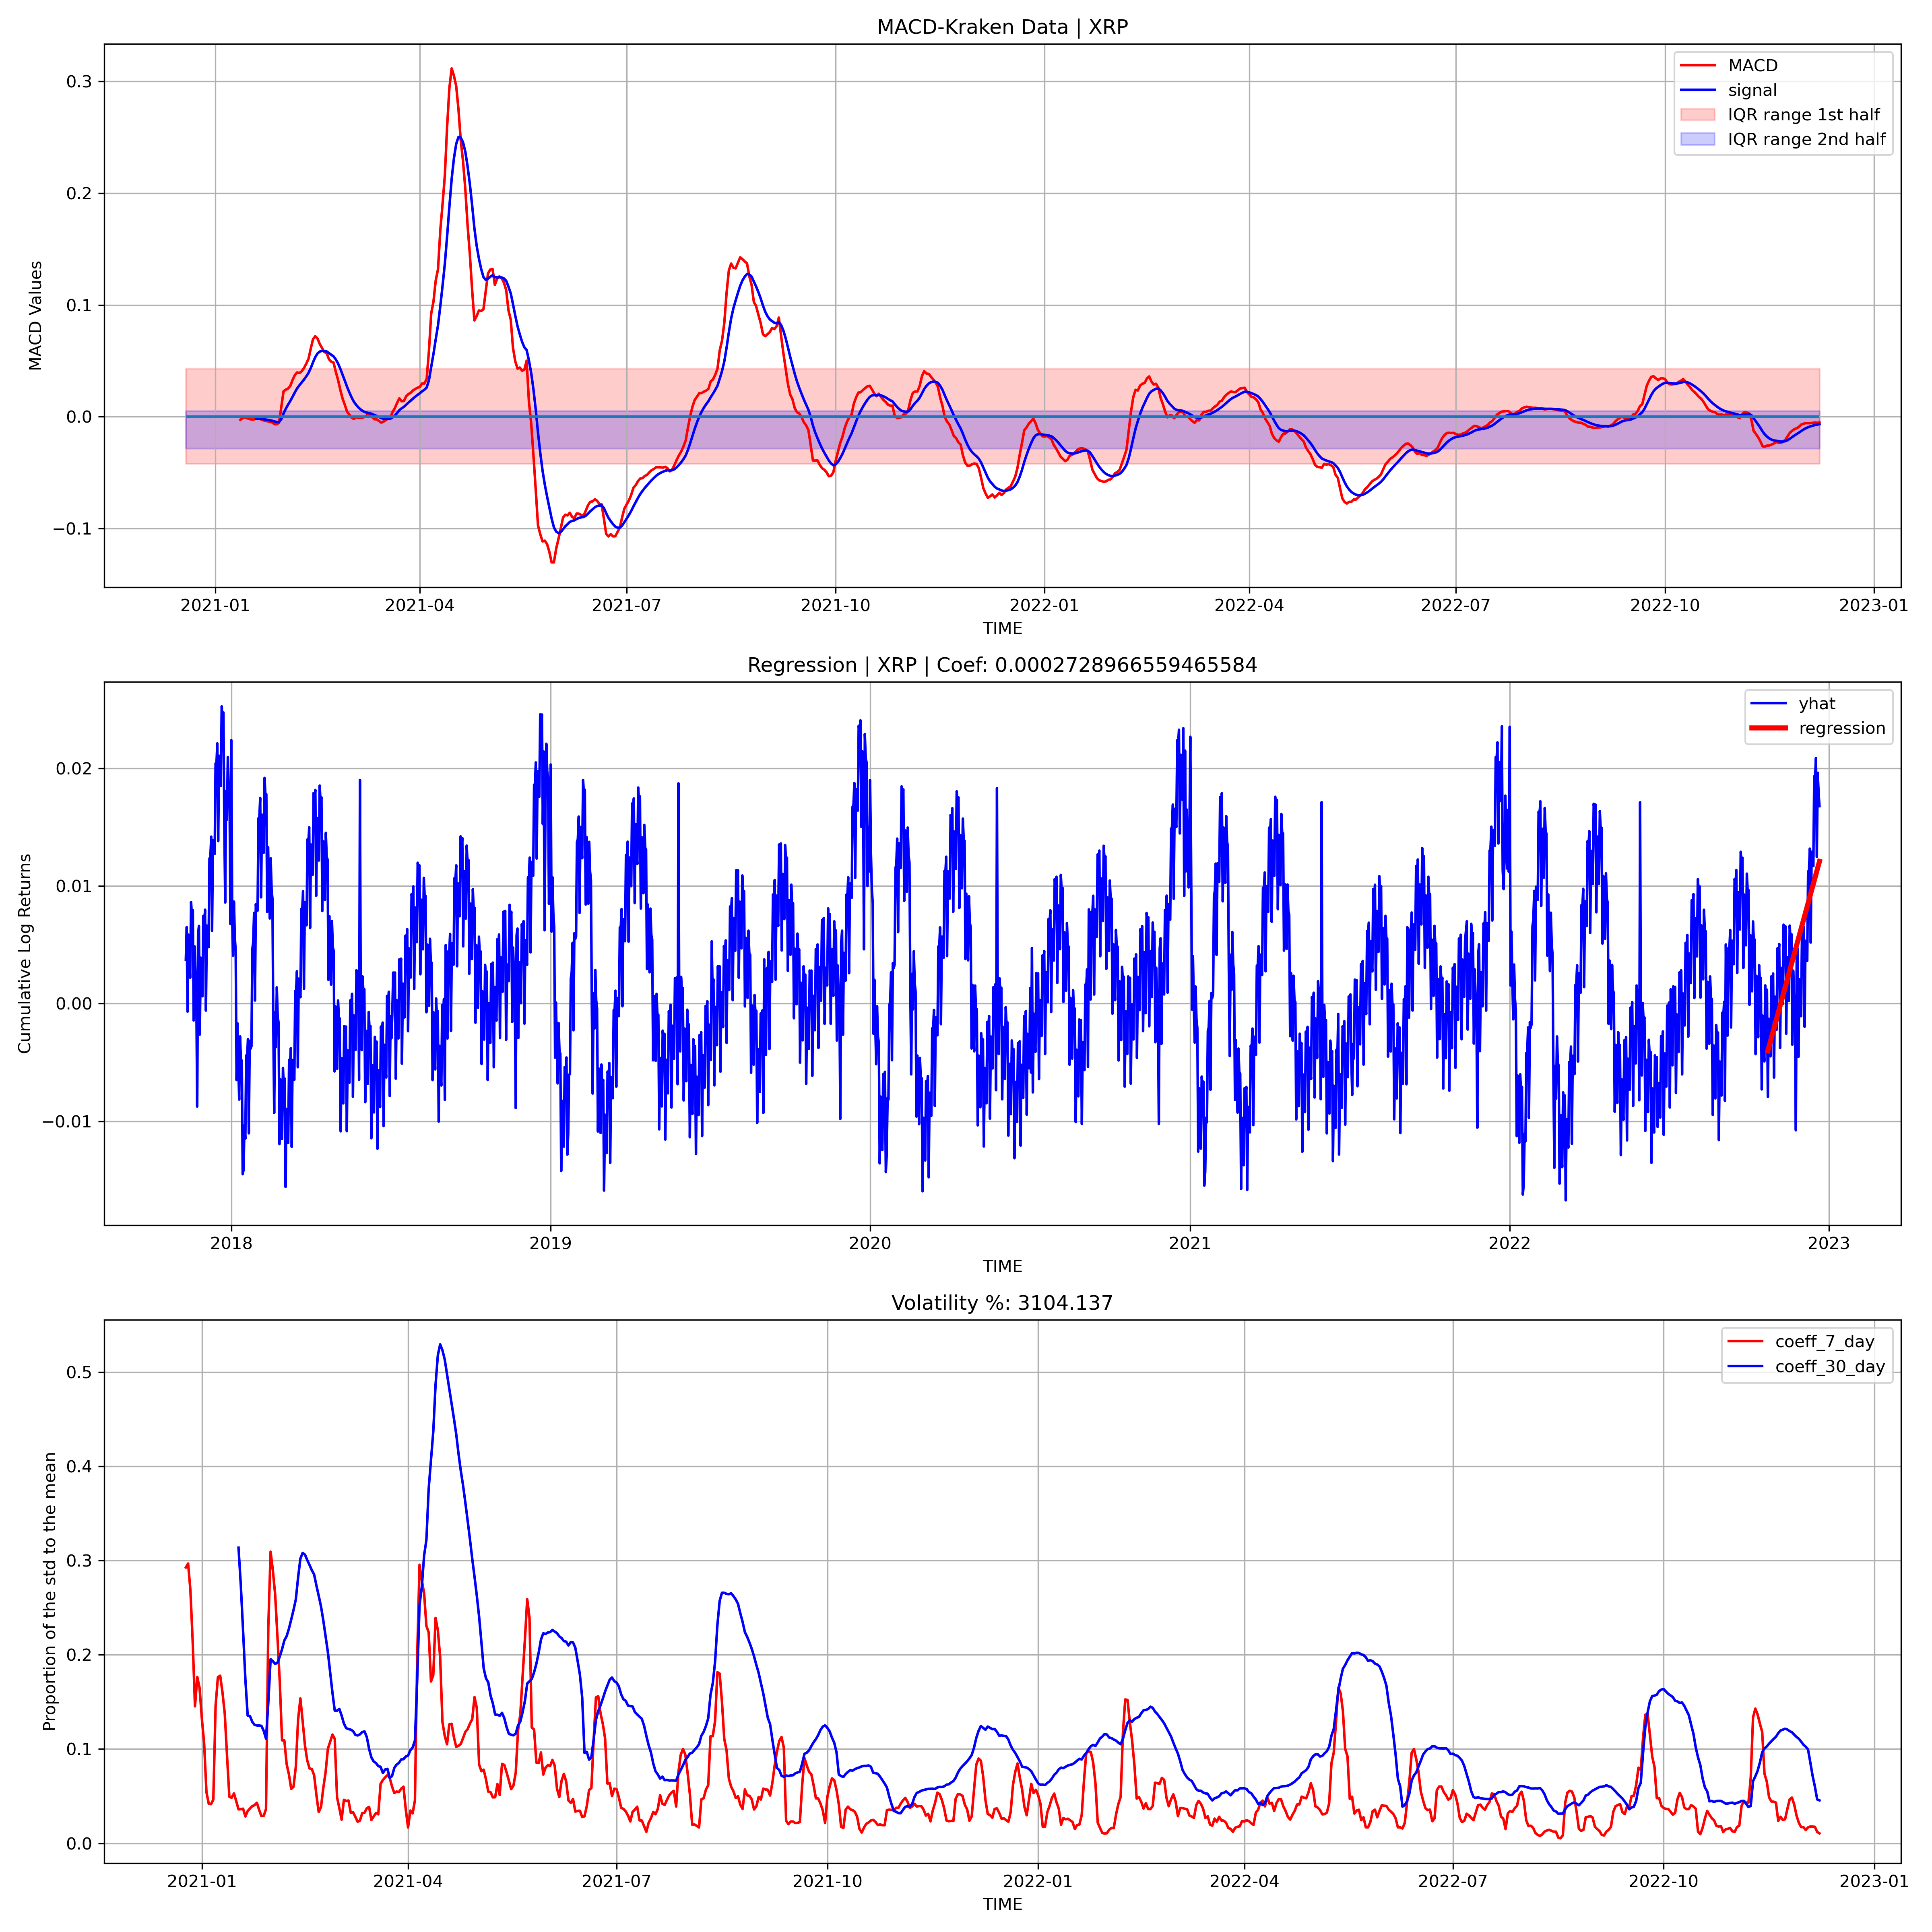 MACD-Kraken Data | XRP
MACD
signal
IQR range 1st half
IQR range 2nd half
MACD Values
0.3
0.2
0.1
0.0
−0.1
2021-01 2021-04 2021-07 2021-10 2022-01 2022-04 2022-07 2022-10 2023-01
TIME
Regression | XRP | Coef: 0.0002728966559465584
yhat
regression
Cumulative Log Returns
0.02
0.01
0.00
−0.01
2018 2019 2020 2021 2022 2023
TIME
Volatility %: 3104.137
coeff_7_day
coeff_30_day
Proportion of the std to the mean
0.5
0.4
0.3
0.2
0.1
0.0
2021-01 2021-04 2021-07 2021-10 2022-01 2022-04 2022-07 2022-10 2023-01
TIME